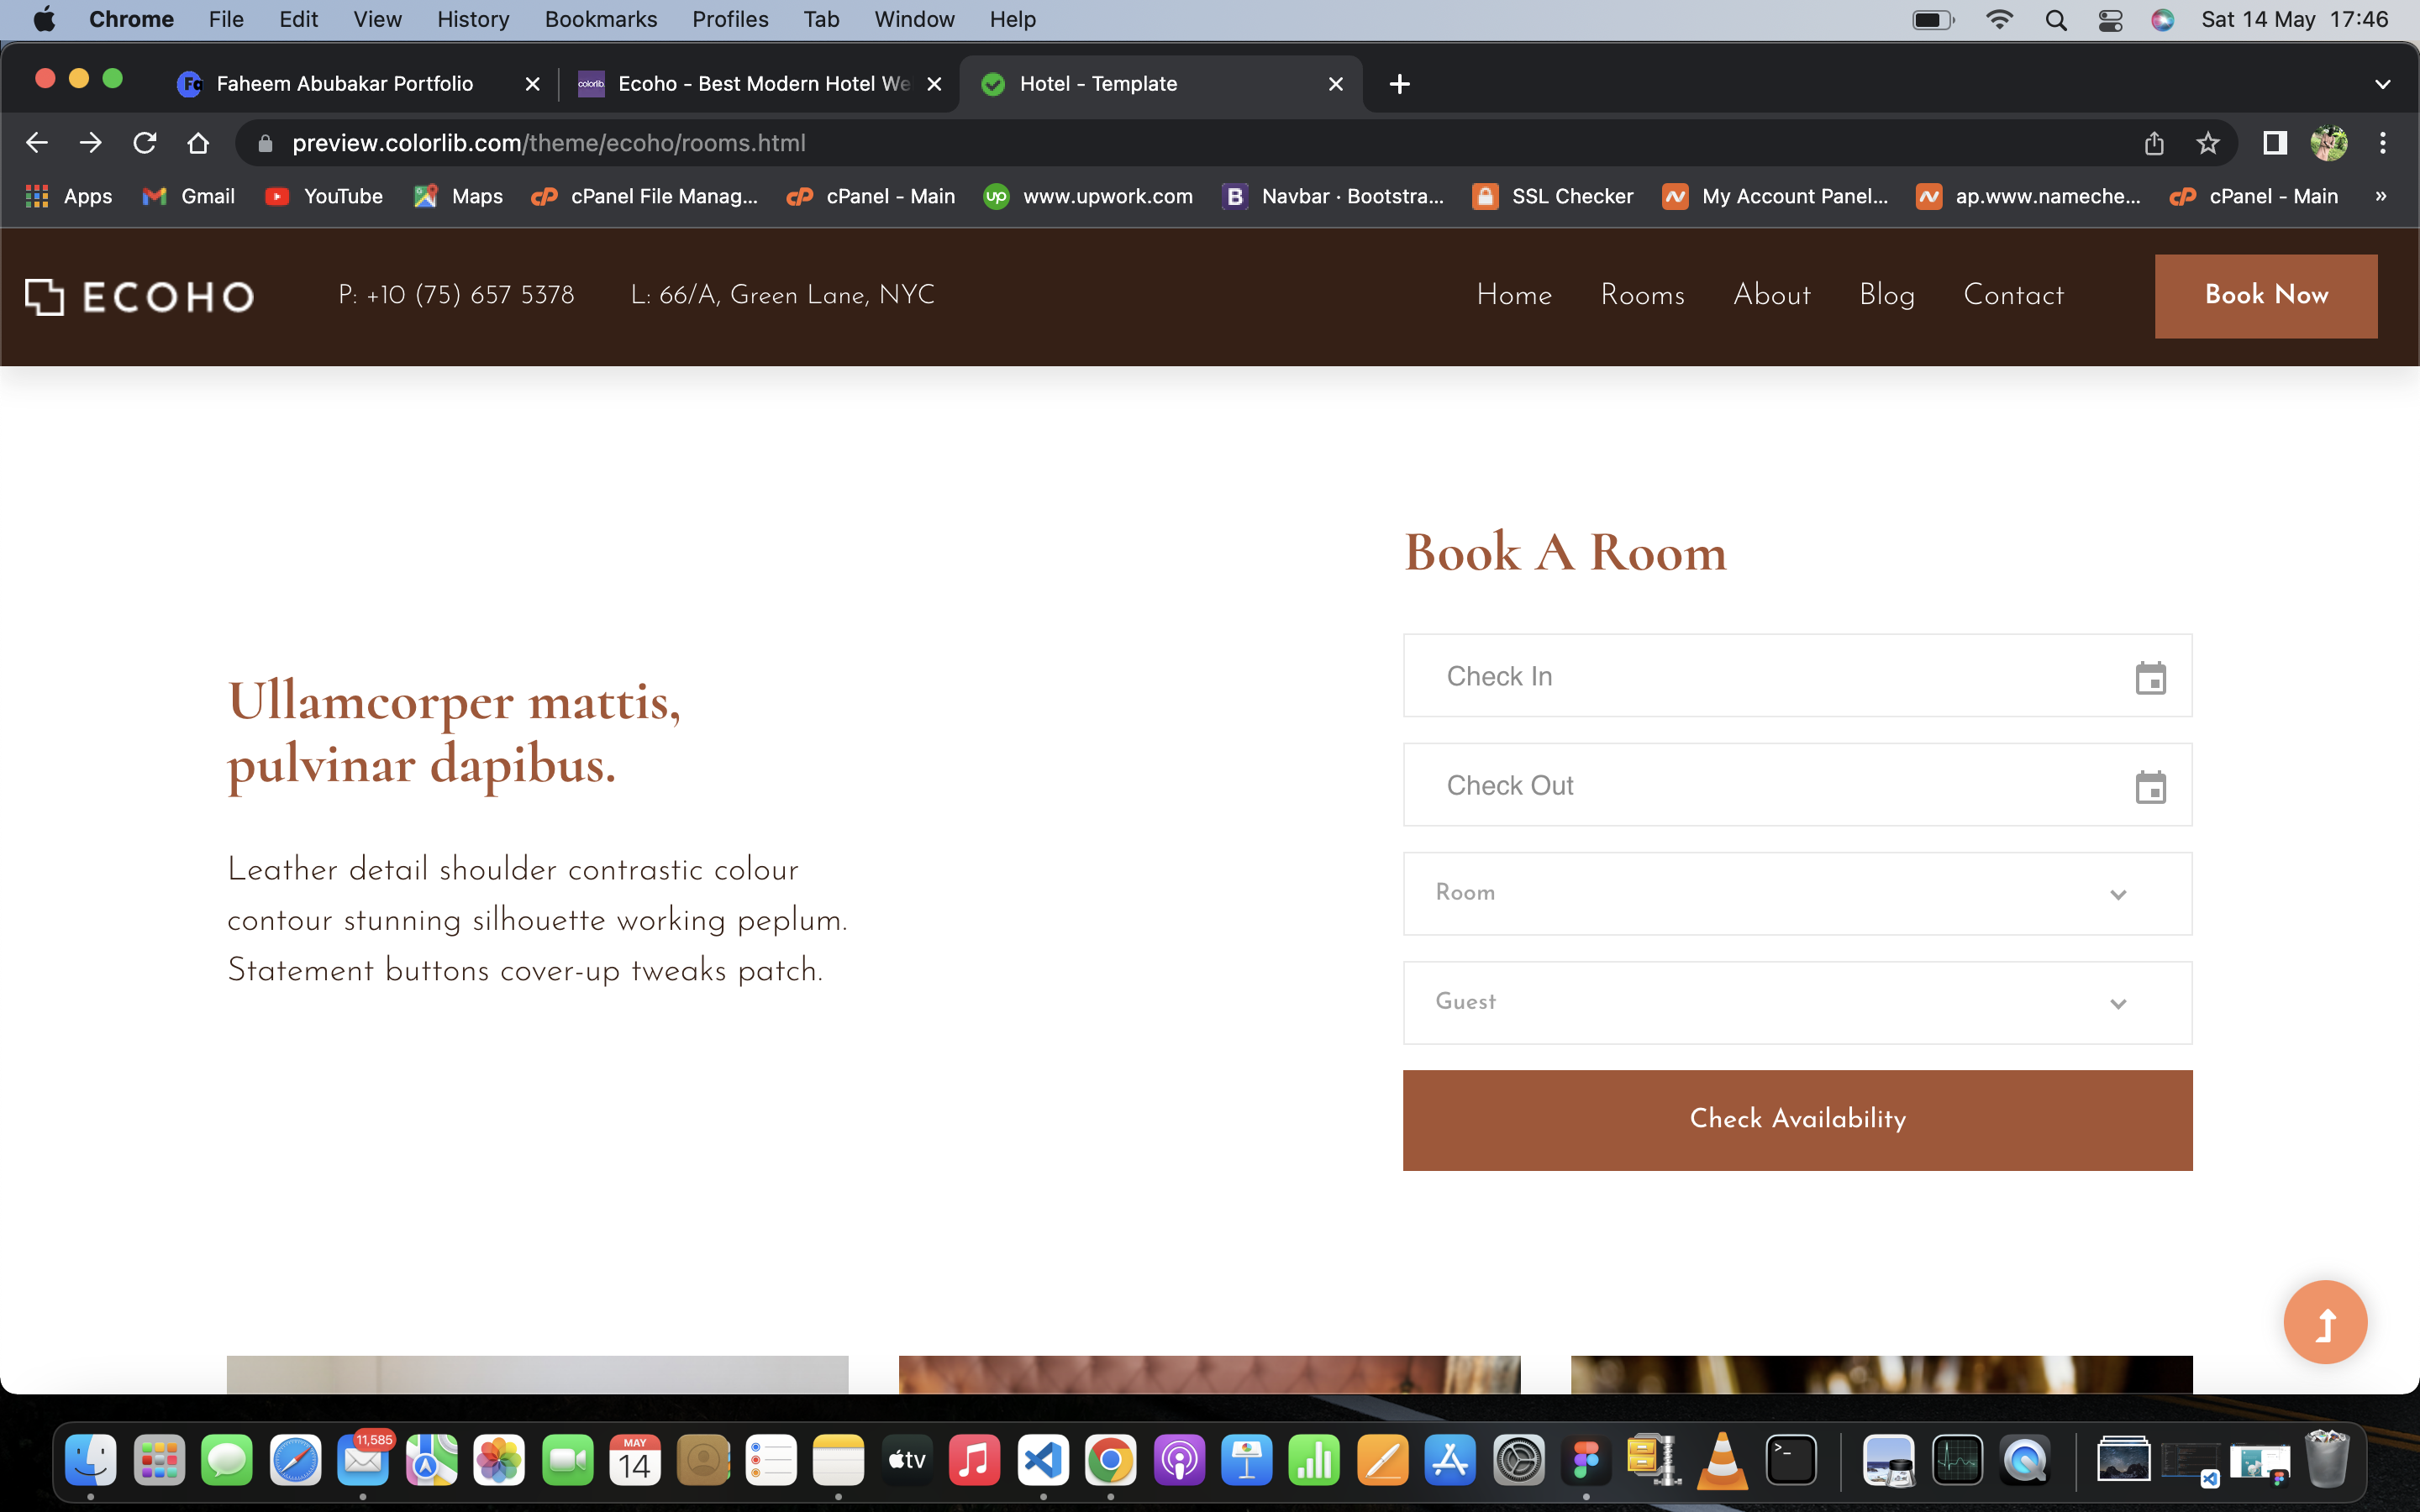 Chrome File Edit View History Bookmarks Profiles Tab Window Help Sat 14 May 17:46
Faheem Abubakar Portfolio
Ecoho - Best Modern Hotel We
Hotel - Template
preview.colorlib.com/theme/ecoho/rooms.html
Apps Gmail YouTube Maps cPanel File Manag... cPanel - Main www.upwork.com Navbar · Bootstra... SSL Checker My Account Panel... ap.www.nameche... cPanel - Main »
ECOHO P: +10 (75) 657 5378 L: 66/A, Green Lane, NYC Home Rooms About Blog Contact Book Now
Ullamcorper mattis,
pulvinar dapibus.
Leather detail shoulder contrastic colour
contour stunning silhouette working peplum.
Statement buttons cover-up tweaks patch.
Book A Room
Check In
Check Out
Room
Guest
Check Availability
11,585
MAY
14
tv